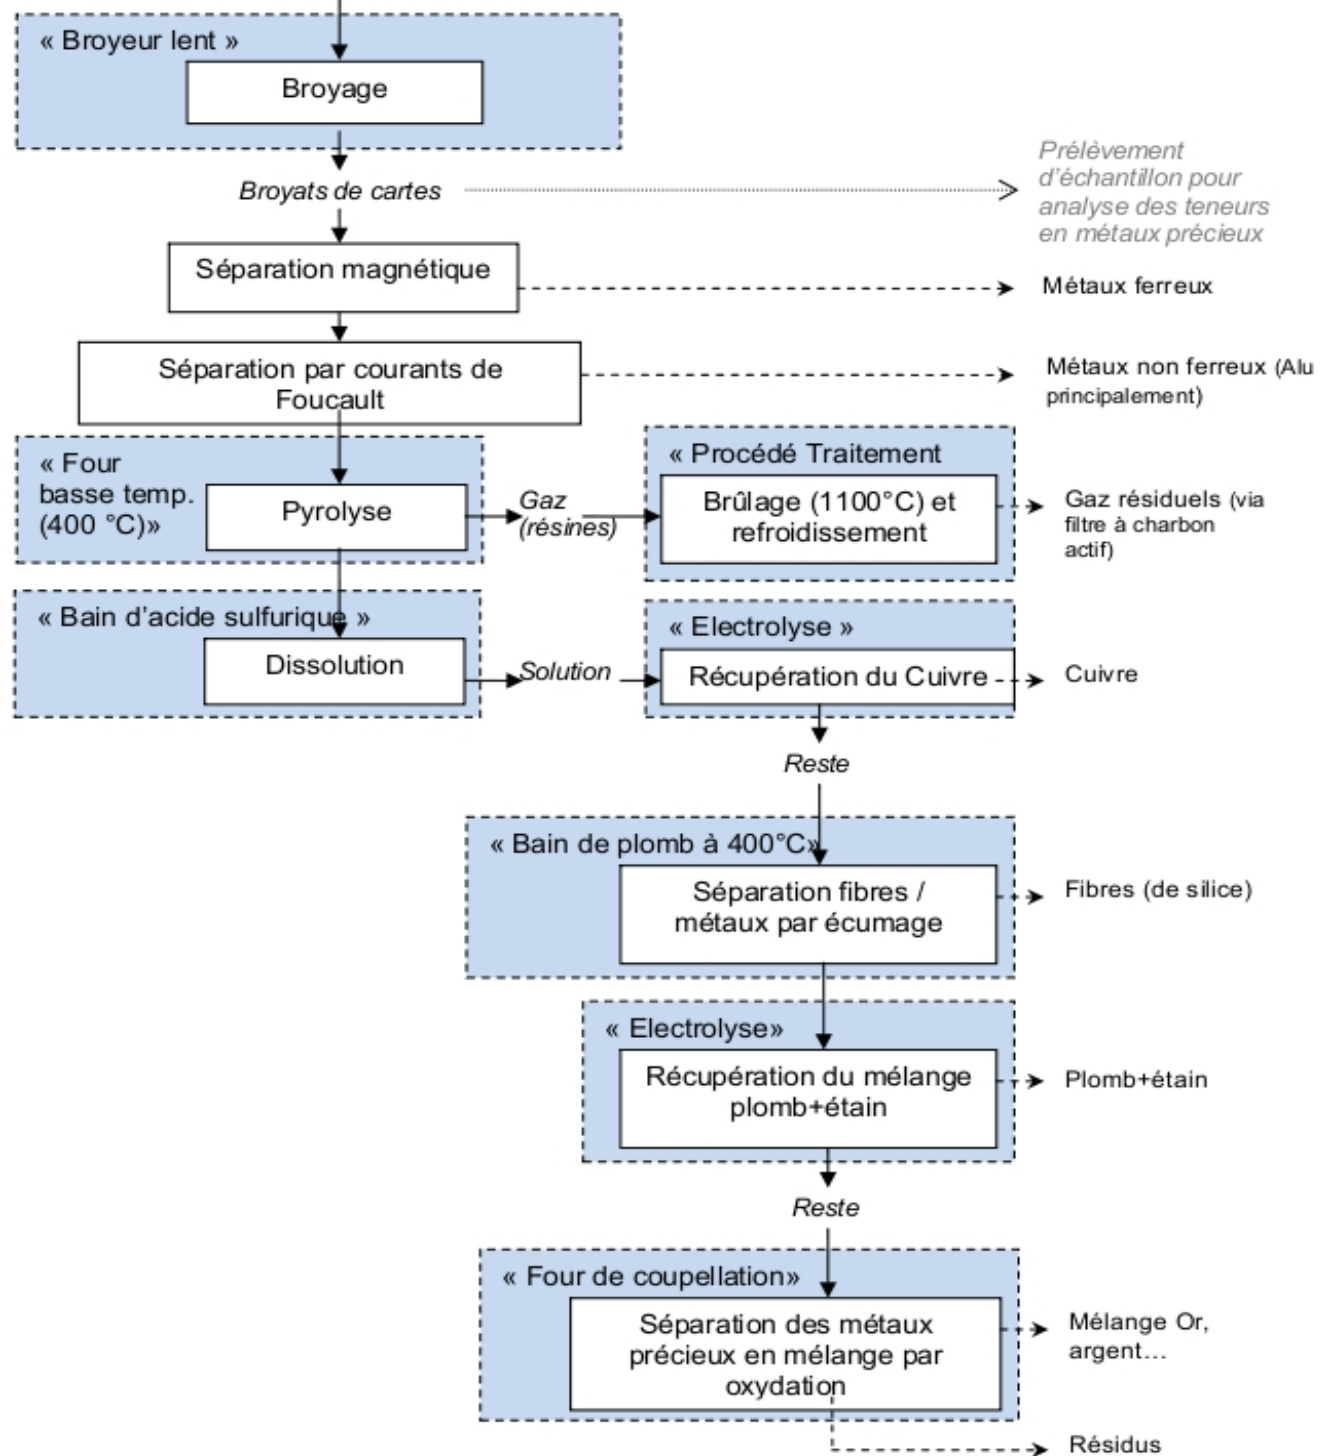 « Broyeur lent »
Broyage
Broyats de cartes
Prélèvement
d'échantillon pour
analyse des teneurs
en métaux précieux
Séparation magnétique
Métaux ferreux
Séparation par courants de
Foucault
Métaux non ferreux (Alu
principalement)
« Four
basse temp.
(400 °C)»
Pyrolyse
Gaz
(résines)
« Procédé Traitement
Brûlage (1100°C) et
refroidissement
Gaz résiduels (via
filtre à charbon
actif)
« Bain d'acide sulfurique »
Dissolution
Solution
« Electrolyse »
Récupération du Cuivre
Cuivre
Reste
« Bain de plomb à 400°C»
Séparation fibres /
métaux par écumage
Fibres (de silice)
« Electrolyse»
Récupération du mélange
plomb+étain
Plomb+étain
Reste
« Four de coupellation»
Séparation des métaux
précieux en mélange par
oxydation
Mélange Or,
argent...
Résidus